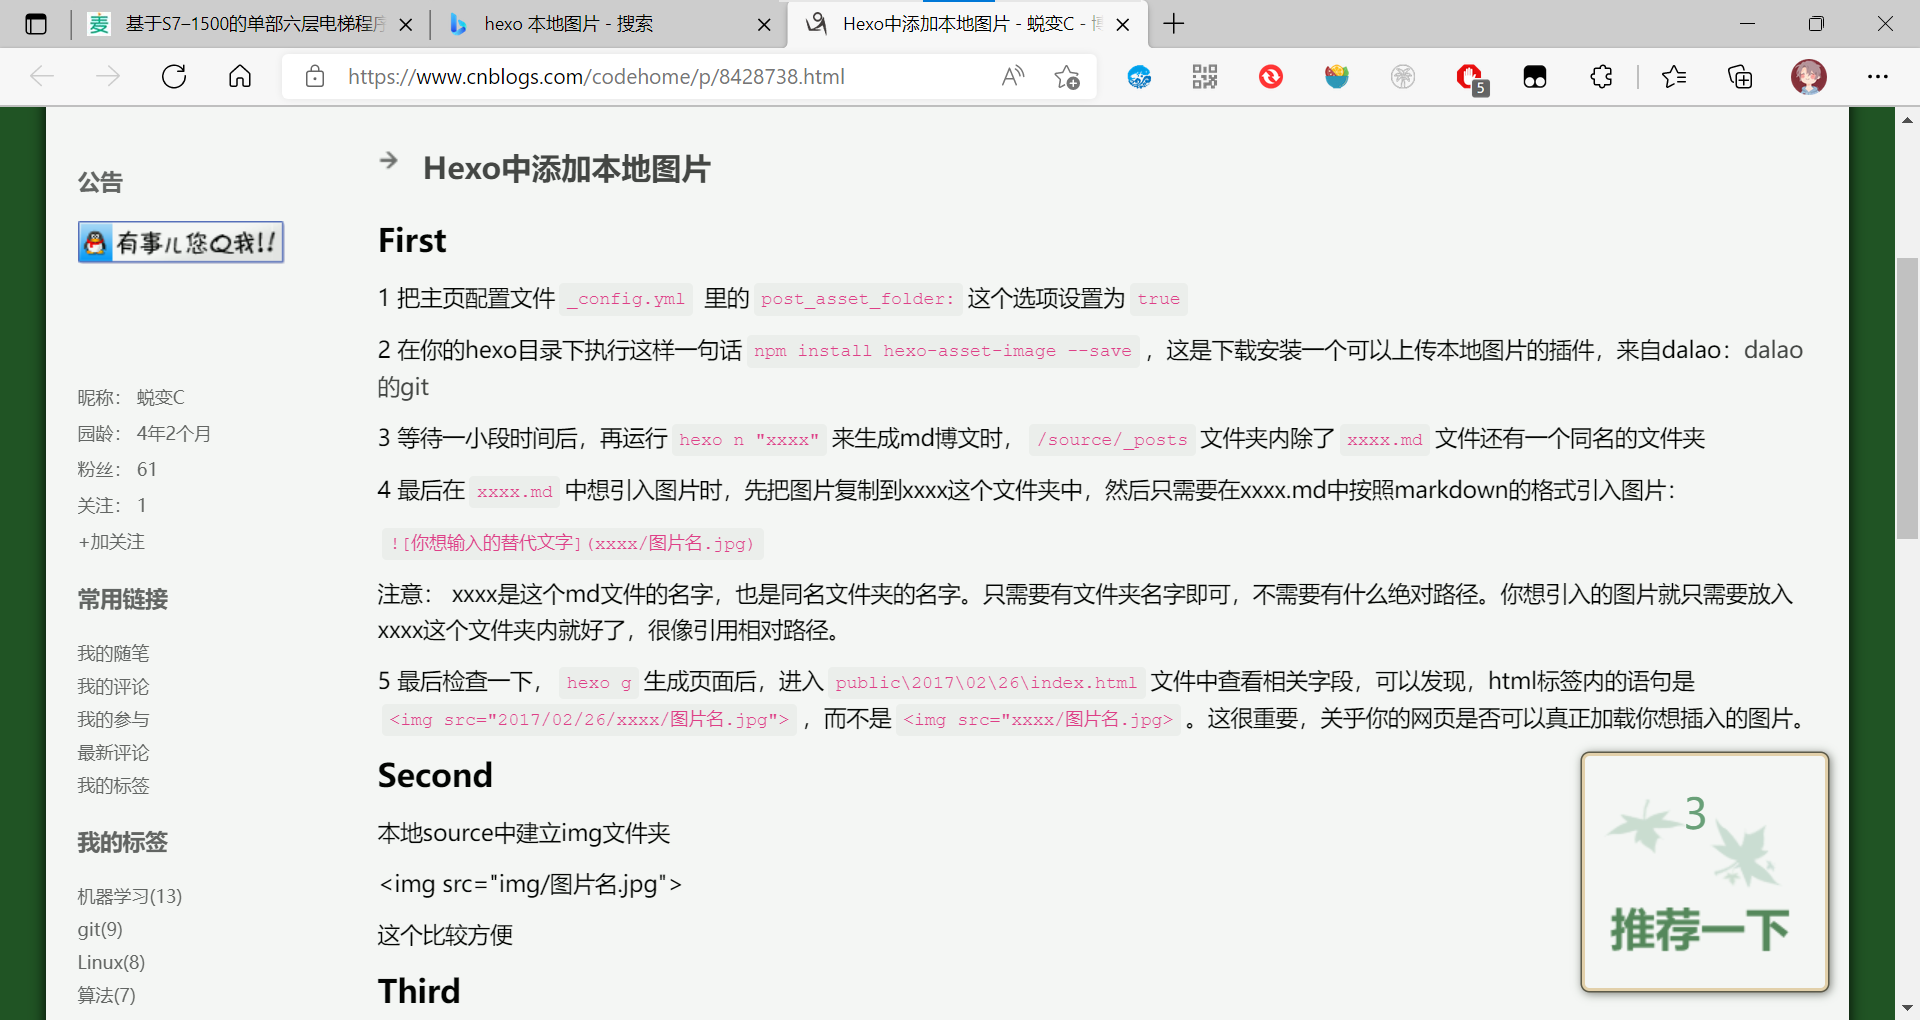 基于S7-1500的单部六层电梯程序
hexo 本地图片 - 搜索
Hexo中添加本地图片 - 蜕变C - 博
https://www.cnblogs.com/codehome/p/8428738.html
5
公告
有事儿您Q我!!
昵称： 蜕变C
园龄： 4年2个月
粉丝： 61
关注： 1
+加关注
常用链接
我的随笔
我的评论
我的参与
最新评论
我的标签
我的标签
机器学习(13)
git(9)
Linux(8)
算法(7)
Hexo中添加本地图片
First
1 把主页配置文件 _config.yml 里的 post_asset_folder: 这个选项设置为 true
2 在你的hexo目录下执行这样一句话 npm install hexo-asset-image --save ，这是下载安装一个可以上传本地图片的插件，来自dalao：dalao
的git
3 等待一小段时间后，再运行 hexo n "xxxx" 来生成md博文时， /source/_posts 文件夹内除了 xxxx.md 文件还有一个同名的文件夹
4 最后在 xxxx.md 中想引入图片时，先把图片复制到xxxx这个文件夹中，然后只需要在xxxx.md中按照markdown的格式引入图片：
![你想输入的替代文字](xxxx/图片名.jpg)
注意： xxxx是这个md文件的名字，也是同名文件夹的名字。只需要有文件夹名字即可，不需要有什么绝对路径。你想引入的图片就只需要放入
xxxx这个文件夹内就好了，很像引用相对路径。
5 最后检查一下， hexo g 生成页面后，进入 public\2017\02\26\index.html 文件中查看相关字段，可以发现，html标签内的语句是
<img src="2017/02/26/xxxx/图片名.jpg"> ，而不是 <img src="xxxx/图片名.jpg> 。这很重要，关乎你的网页是否可以真正加载你想插入的图片。
Second
本地source中建立img文件夹
<img src="img/图片名.jpg">
这个比较方便
Third
3
推荐一下